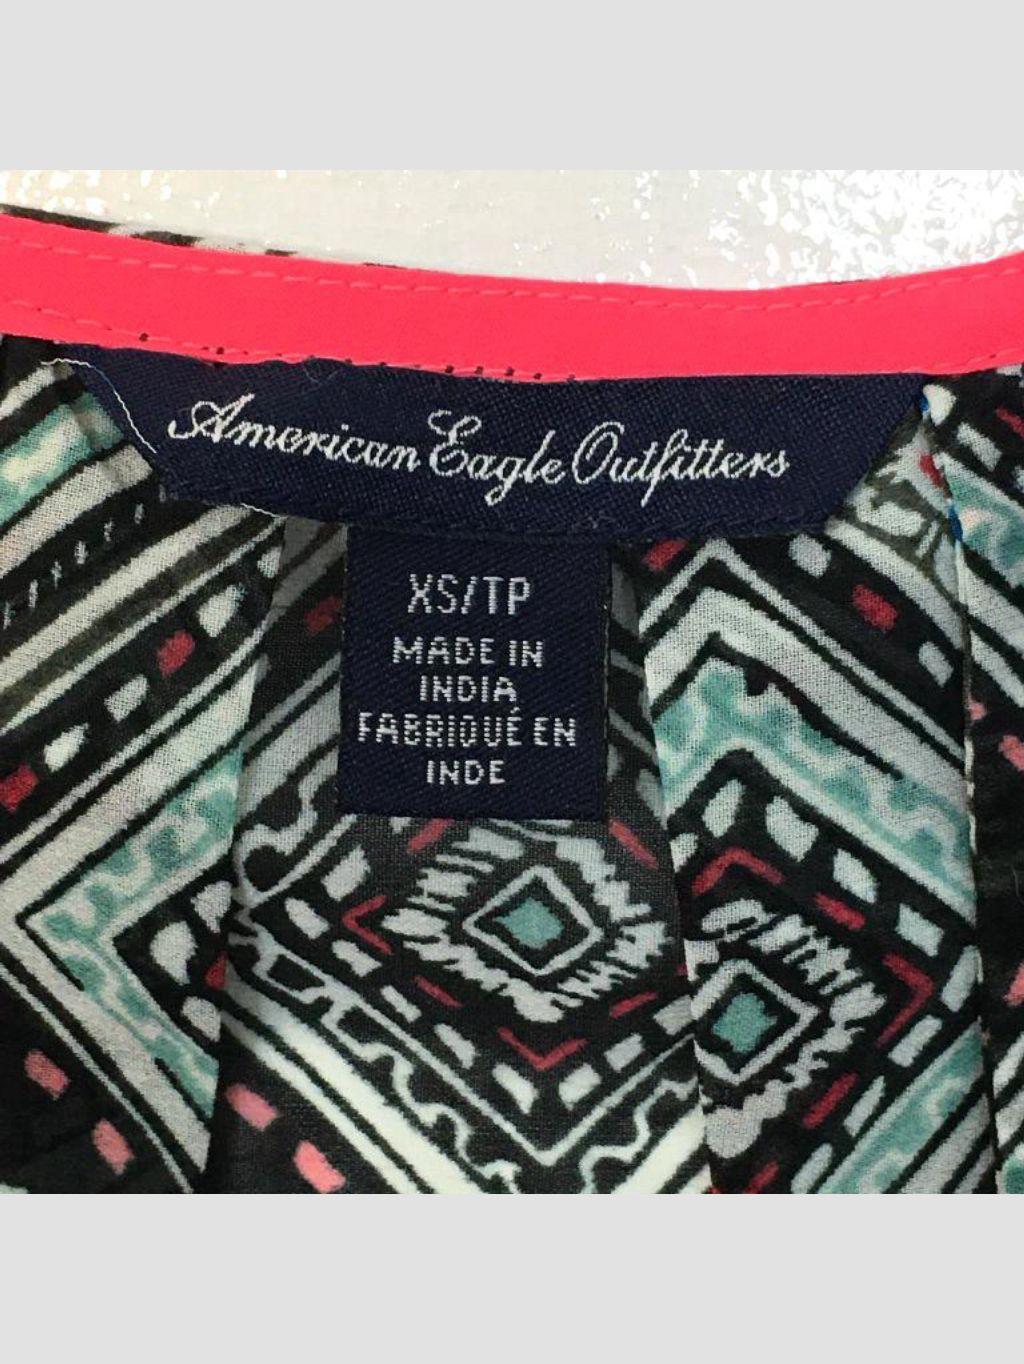 American Eagle Outfitters
XS/TP
MADE IN
INDIA
FABRIQUÉ EN
INDE